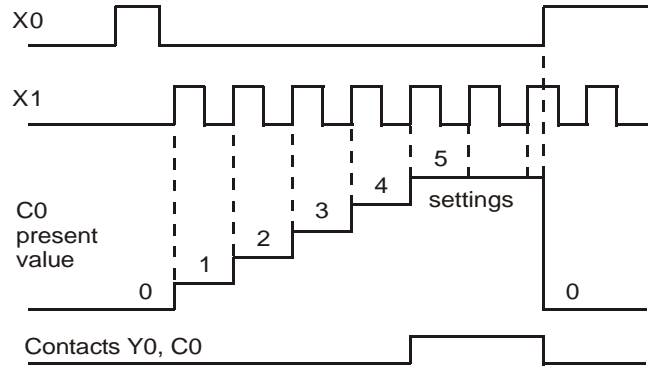 X0
X1
5
4
settings
3
C0
present
value
2
1
0
0
Contacts Y0, C0